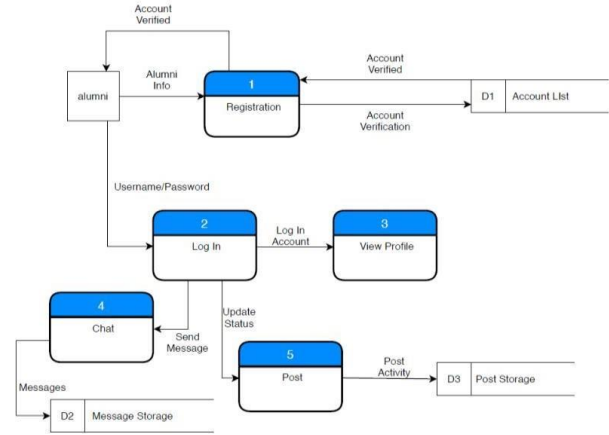 Account
Verified
alumni
Alumni
Info
1
Registration
Account
Verified
Account
Verification
D1
Account LIst
Username/Password
2
Log In
Log In
Account
3
View Profile
4
Chat
Send
Message
Update
Status
5
Post
Post
Activity
D3
Post Storage
Messages
D2
Message Storage